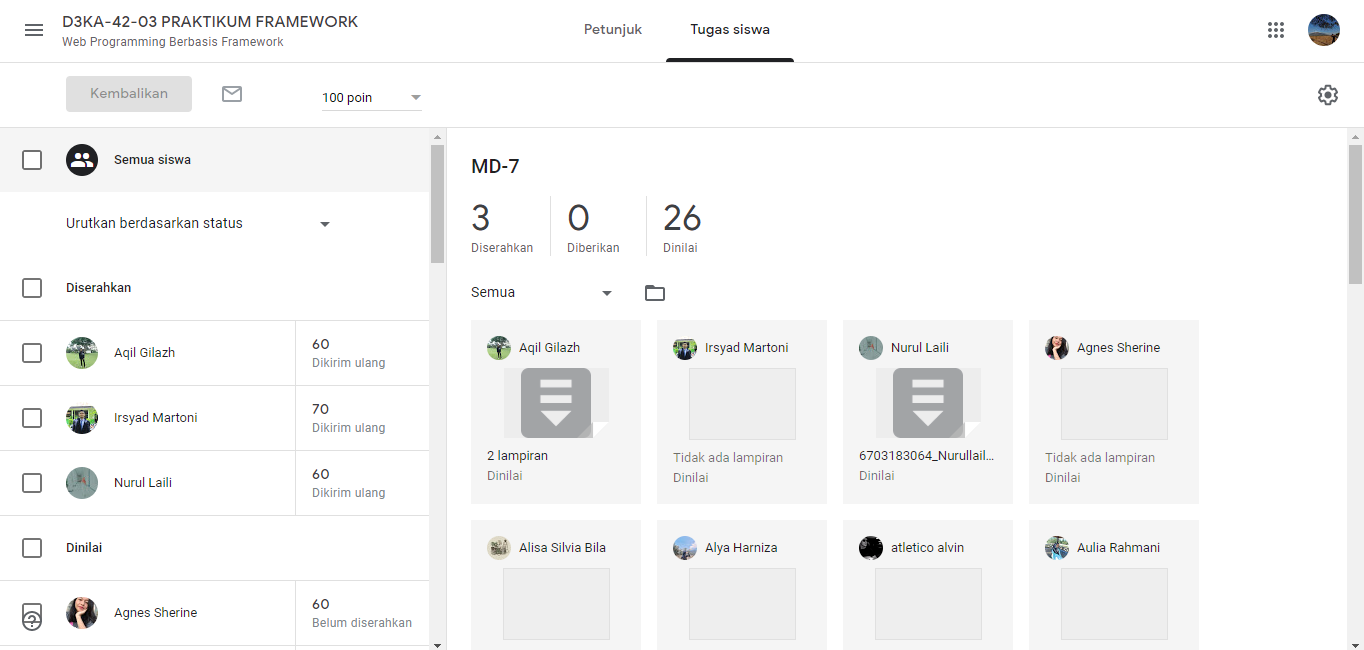 D3KA-42-03 PRAKTIKUM FRAMEWORK
Web Programming Berbasis Framework
Petunjuk
Tugas siswa
Kembalikan
100 poin
Semua siswa
Urutkan berdasarkan status
Diserahkan
Aqil Gilazh
60
Dikirim ulang
Irsyad Martoni
70
Dikirim ulang
Nurul Laili
60
Dikirim ulang
Dinilai
Agnes Sherine
60
Belum diserahkan
MD-7
3
Diserahkan
0
Diberikan
26
Dinilai
Semua
Aqil Gilazh
2 lampiran
Dinilai
Irsyad Martoni
Tidak ada lampiran
Dinilai
Nurul Laili
6703183064_Nurullail...
Dinilai
Agnes Sherine
Tidak ada lampiran
Dinilai
Alisa Silvia Bila
Alya Harniza
atletico alvin
Aulia Rahmani